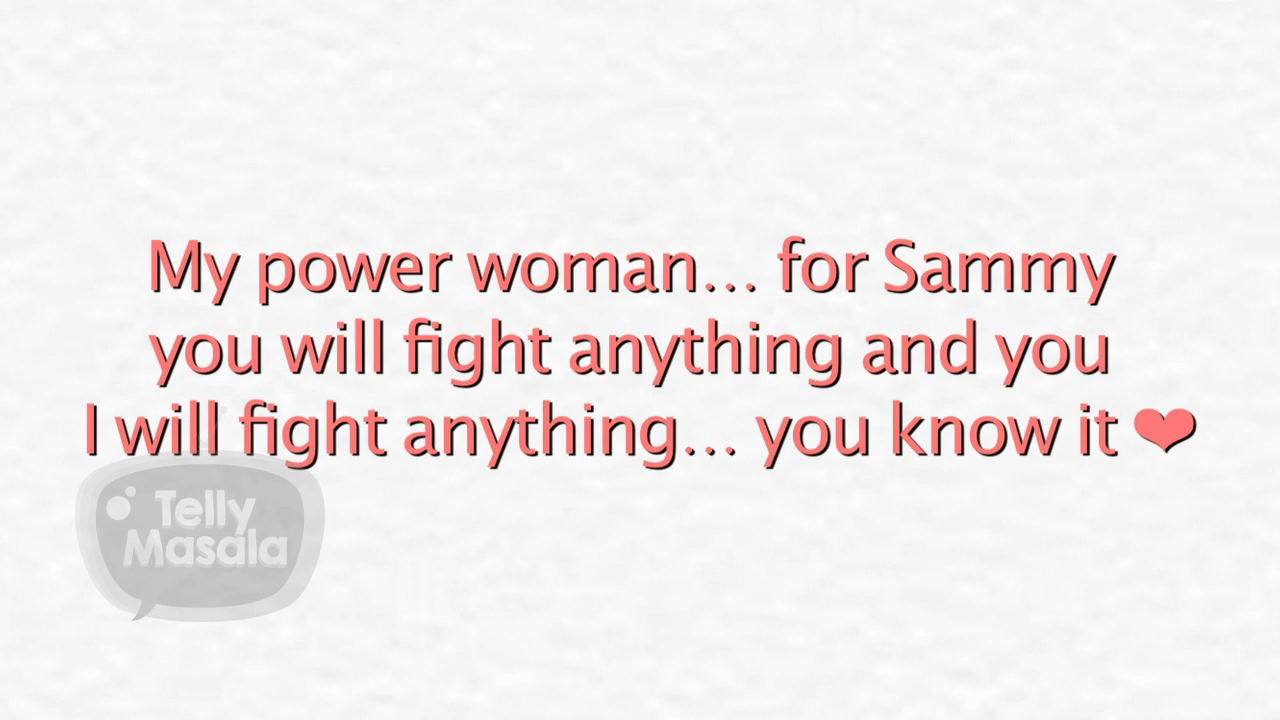 My power woman... for Sammy
you will fight anything and you
I will fight anything... you know it ❤
Telly
Masala